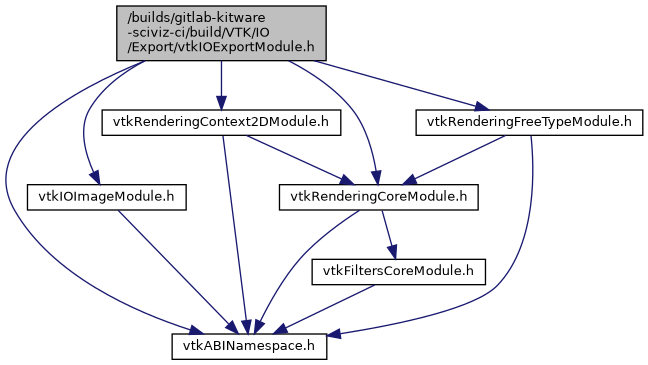 /builds/gitlab-kitware
-sciviz-ci/build/VTK/IO
/Export/vtkIOExportModule.h
vtkRenderingContext2DModule.h
vtkRenderingFreeTypeModule.h
vtkIOImageModule.h
vtkRenderingCoreModule.h
vtkFiltersCoreModule.h
vtkABINamespace.h